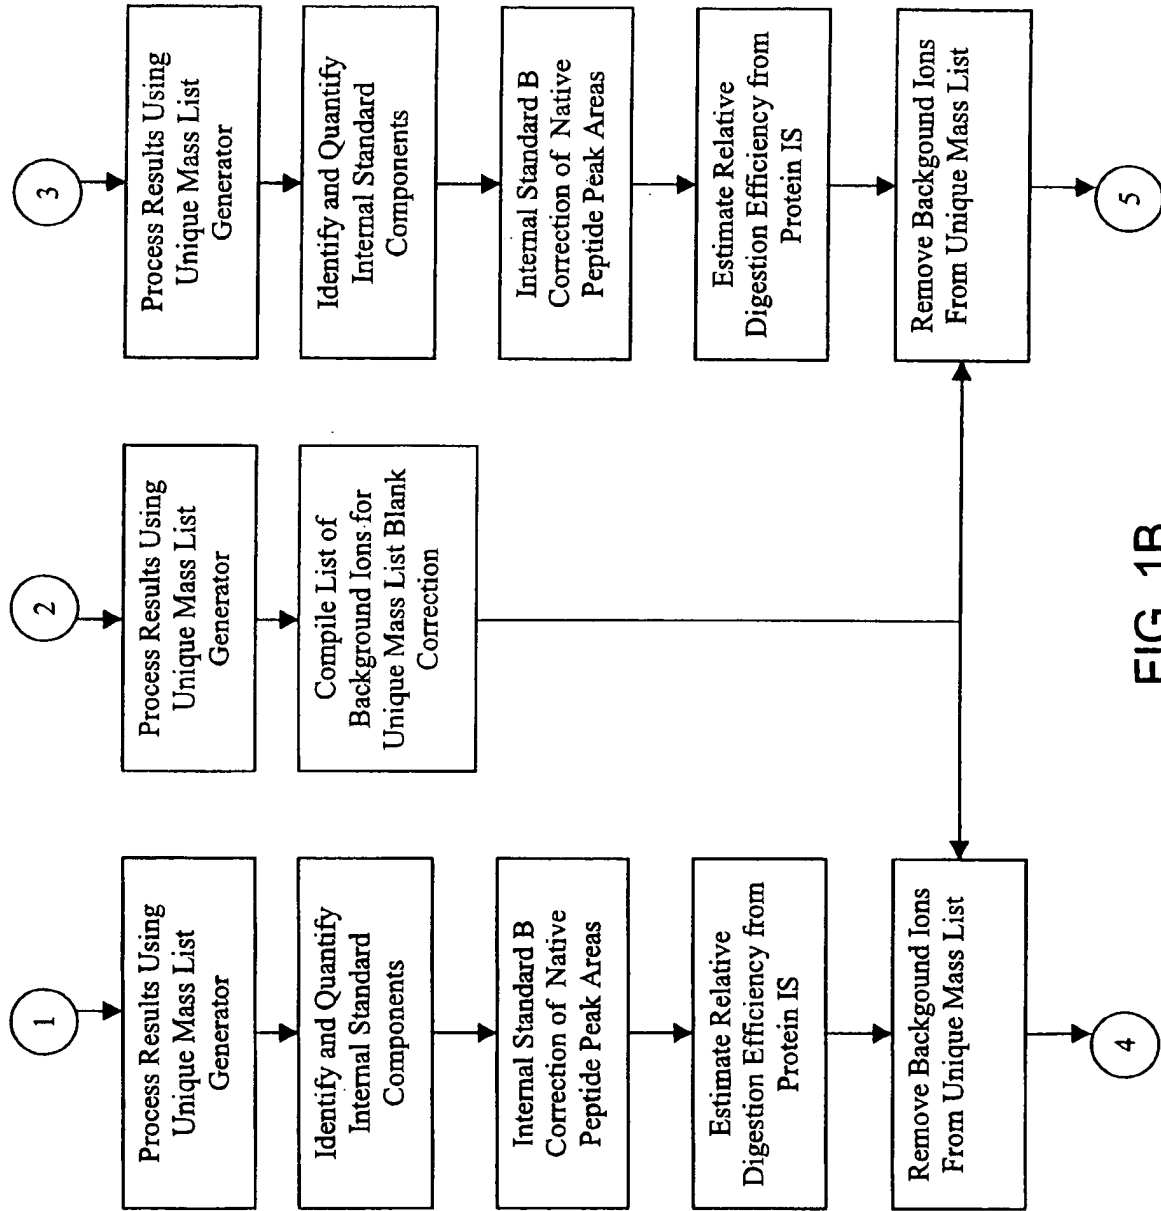 1
Process Results Using
Unique Mass List
Generator
Identify and Quantify
Internal Standard
Components
Internal Standard B
Correction of Native
Peptide Peak Areas
Estimate Relative
Digestion Efficiency from
Protein IS
Remove Backgound Ions
From Unique Mass List
4
2
Process Results Using
Unique Mass List
Generator
Compile List of
Background Ions for
Unique Mass List Blank
Correction
3
Process Results Using
Unique Mass List
Generator
Identify and Quantify
Internal Standard
Components
Internal Standard B
Correction of Native
Peptide Peak Areas
Estimate Relative
Digestion Efficiency from
Protein IS
Remove Backgound Ions
From Unique Mass List
5
FIG. 1B